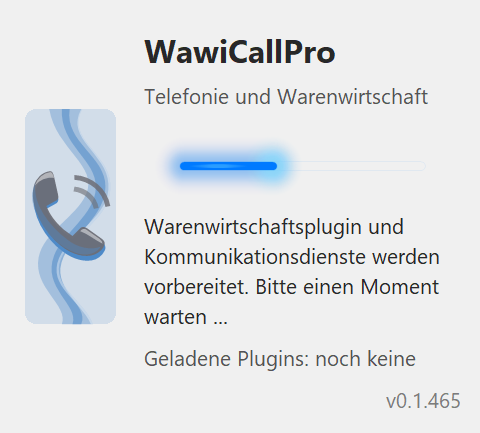 WawiCallPro
Telefonie und Warenwirtschaft
Warenwirtschaftsplugin und
Kommunikationsdienste werden
vorbereitet. Bitte einen Moment
warten ...
Geladene Plugins: noch keine
v0.1.465